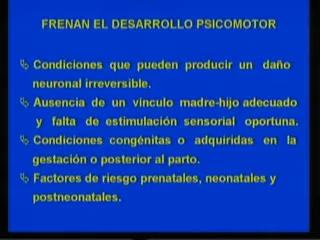 FRENAN EL DESARROLLO PSICOMOTOR
Condiciones que pueden producir un daño
neuronal irreversible.
Ausencia de un vínculo madre-hijo adecuado
y falta de estimulación sensorial oportuna.
Condiciones congénitas o adquiridas en la
gestación o posterior al parto.
Factores de riesgo prenatales, neonatales y
postneonatales.